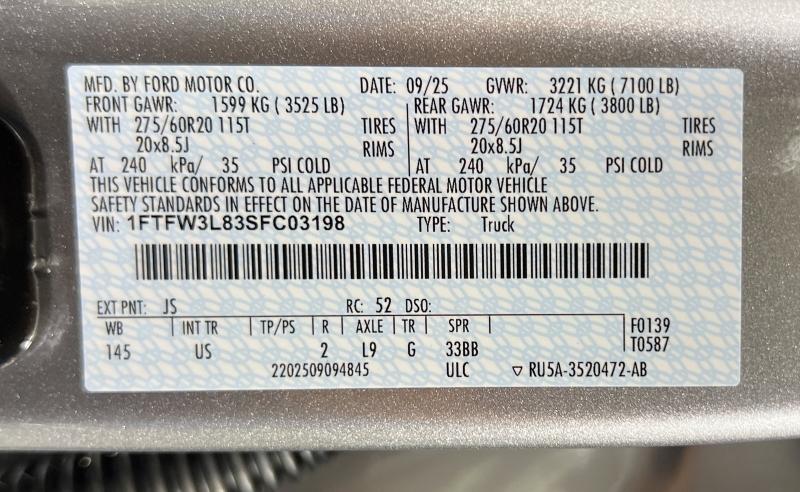 MFD. BY FORD MOTOR CO. DATE: 09/25 GVWR: 3221 KG ( 7100 LB)
FRONT GAWR: 1599 KG ( 3525 LB) REAR GAWR: 1724 KG ( 3800 LB)
WITH 275/60R20 115T TIRES WITH 275/60R20 115T TIRES
20x8.5J RIMS 20x8.5J RIMS
AT 240 kPa/ 35 PSI COLD AT 240 kPa/ 35 PSI COLD
THIS VEHICLE CONFORMS TO ALL APPLICABLE FEDERAL MOTOR VEHICLE
SAFETY STANDARDS IN EFFECT ON THE DATE OF MANUFACTURE SHOWN ABOVE.
VIN: 1FTFW3L83SFC03198 TYPE: Truck
EXT PNT: JS RC: 52 DSO:
WB INT TR TP/PS R AXLE TR SPR F0139
145 US 2 L9 G 33BB T0587
2202509094845 ULC ▽ RU5A-3520472-AB